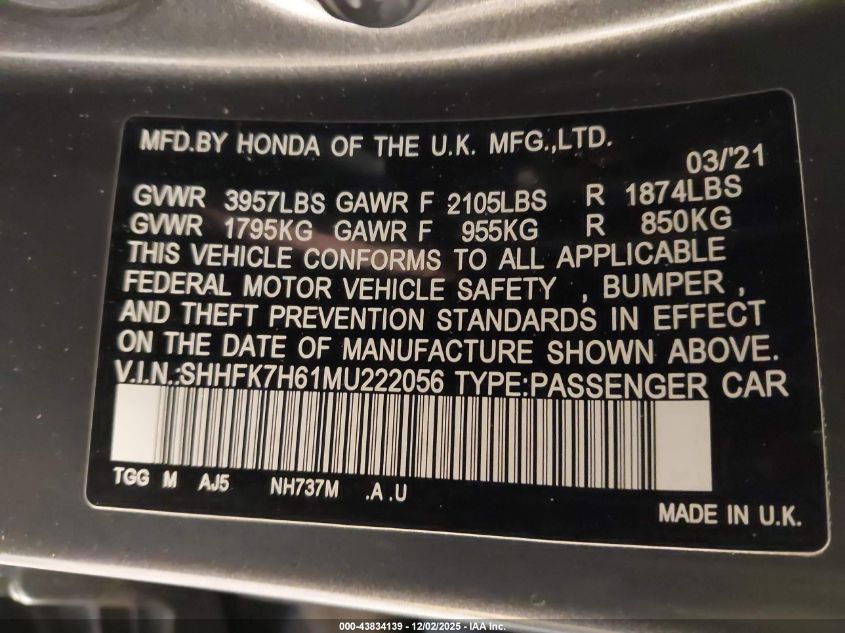 MFD.BY HONDA OF THE U.K. MFG.,LTD.
03/'21
GVWR 3957LBS GAWR F 2105LBS R 1874LBS
GVWR 1795KG GAWR F 955KG R 850KG
THIS VEHICLE CONFORMS TO ALL APPLICABLE
FEDERAL MOTOR VEHICLE SAFETY , BUMPER ,
AND THEFT PREVENTION STANDARDS IN EFFECT
ON THE DATE OF MANUFACTURE SHOWN ABOVE.
V.I.N.:SHHFK7H61MU222056 TYPE:PASSENGER CAR
TGG M AJ5 NH737M .A .U
MADE IN U.K.
000-43834139 - 12/02/2025 - IAA Inc.